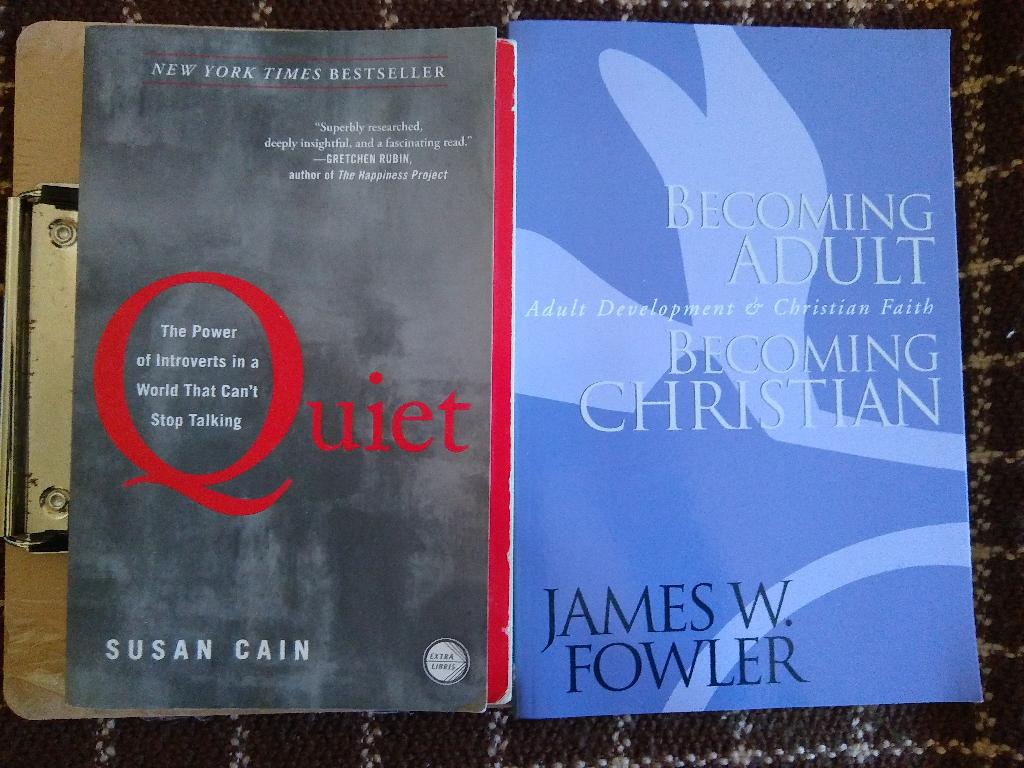 NEW YORK TIMES BESTSELLER
“Superbly researched,
deeply insightful, and a fascinating read.”
—GRETCHEN RUBIN,
author of The Happiness Project
Quiet
The Power
of Introverts in a
World That Can't
Stop Talking
SUSAN CAIN
EXTRA
LIBRIS
BECOMING
ADULT
Adult Development & Christian Faith
BECOMING
CHRISTIAN
JAMES W.
FOWLER